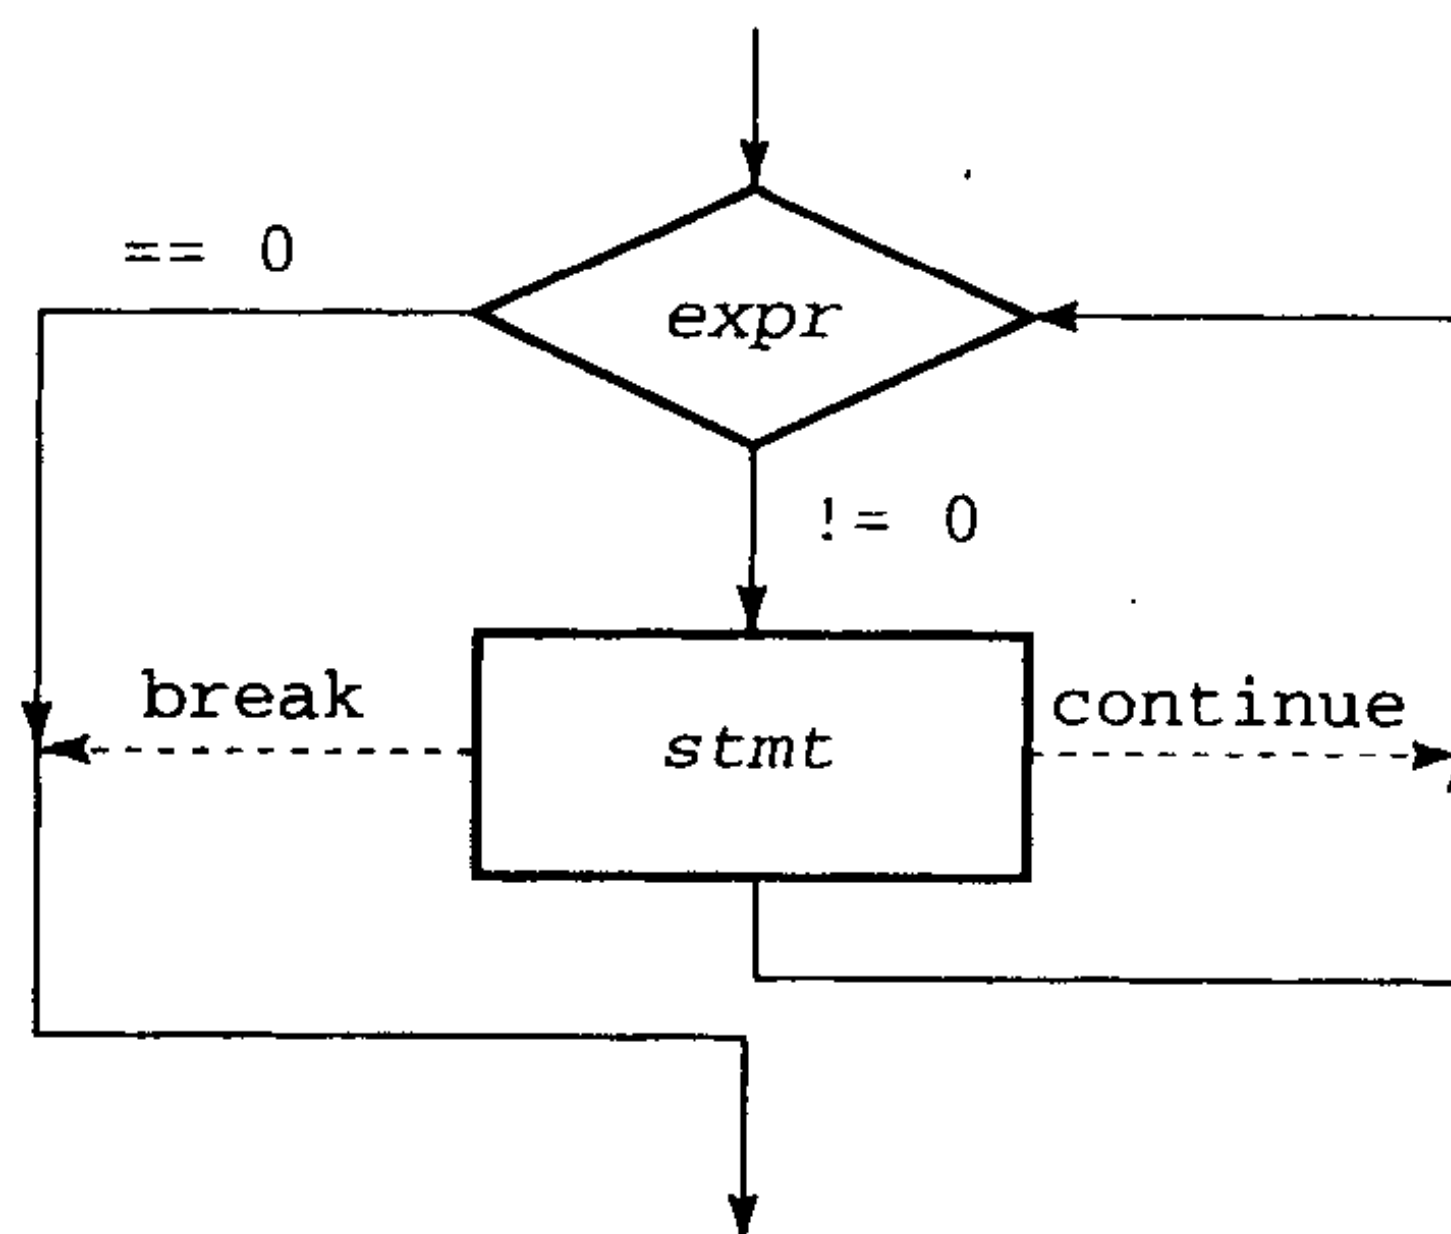 == 0
expr
!= 0
break
stmt
continue